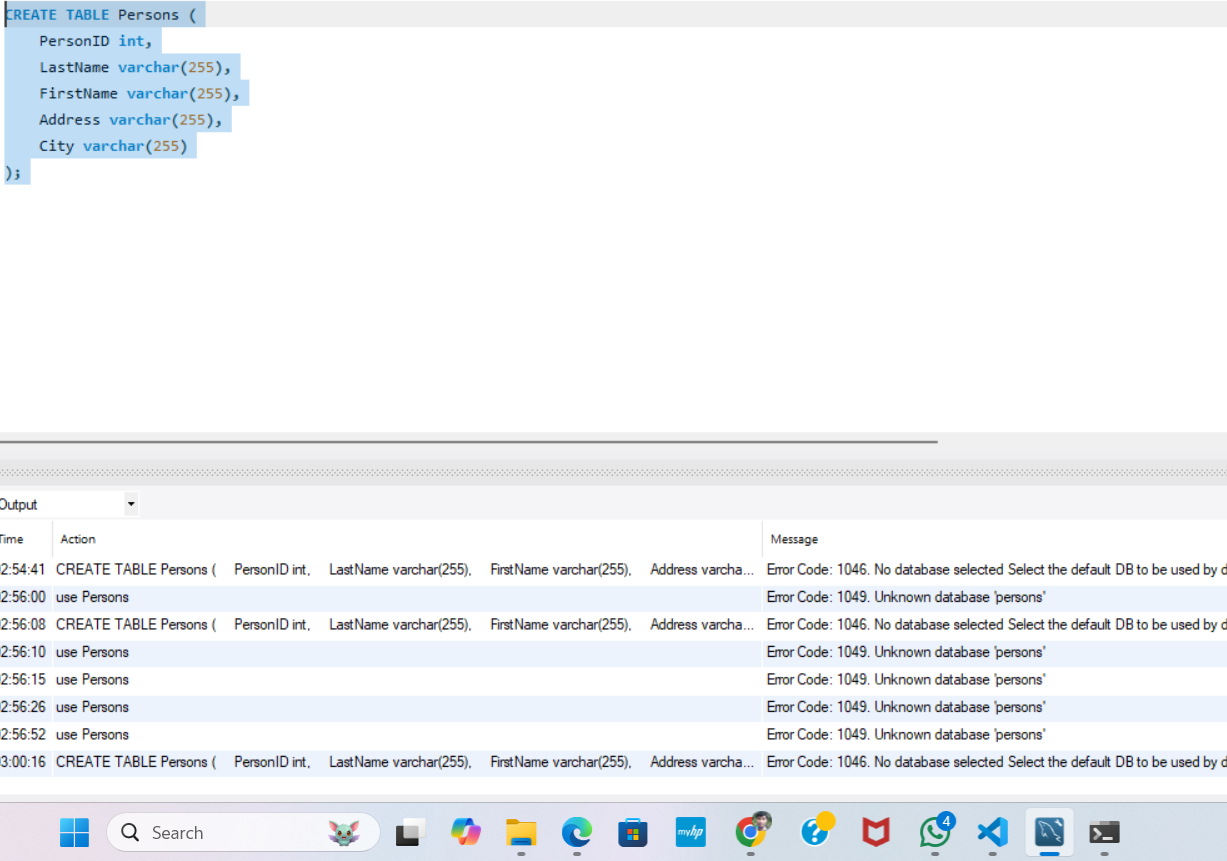 CREATE TABLE Persons (
PersonID int,
LastName varchar(255),
FirstName varchar(255),
Address varchar(255),
City varchar(255)
);
Output
Time Action Message
2:54:41 CREATE TABLE Persons ( PersonID int, LastName varchar(255), FirstName varchar(255), Address varcha... Error Code: 1046. No database selected Select the default DB to be used by d
2:56:00 use Persons Error Code: 1049. Unknown database 'persons'
2:56:08 CREATE TABLE Persons ( PersonID int, LastName varchar(255), FirstName varchar(255), Address varcha... Error Code: 1046. No database selected Select the default DB to be used by d
2:56:10 use Persons Error Code: 1049. Unknown database 'persons'
2:56:15 use Persons Error Code: 1049. Unknown database 'persons'
2:56:26 use Persons Error Code: 1049. Unknown database 'persons'
2:56:52 use Persons Error Code: 1049. Unknown database 'persons'
3:00:16 CREATE TABLE Persons ( PersonID int, LastName varchar(255), FirstName varchar(255), Address varcha... Error Code: 1046. No database selected Select the default DB to be used by d
Search myhp 4